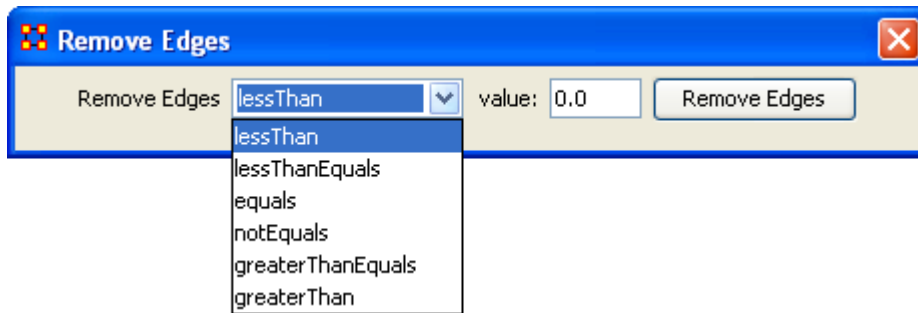 Remove Edges
Remove Edges lessThan value: 0.0 Remove Edges
lessThan
lessThanEquals
equals
notEquals
greaterThanEquals
greaterThan